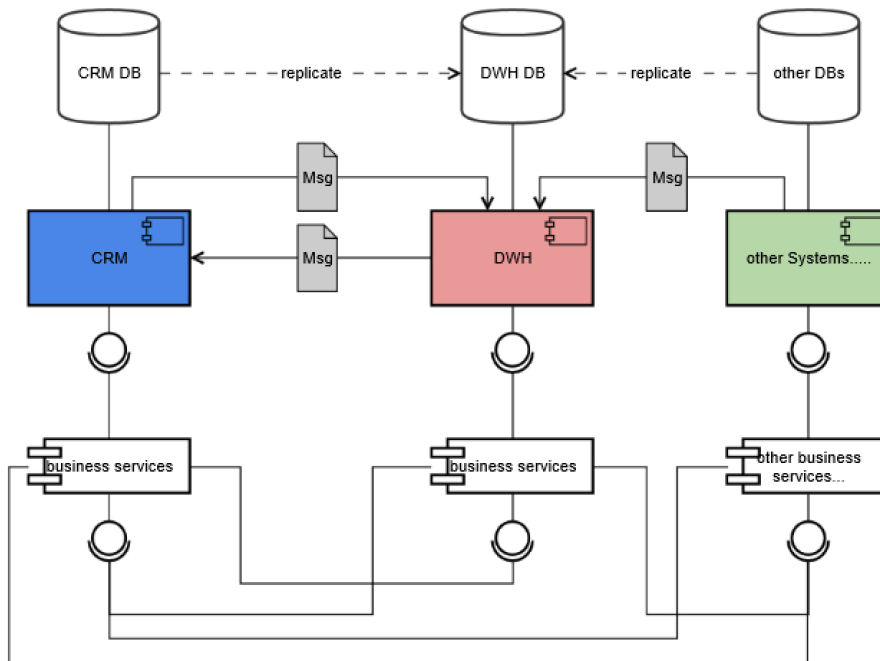 CRM DB
replicate
DWH DB
replicate
other DBs
Msg
Msg
CRM
Msg
DWH
other Systems.....
business services
business services
other business
services...